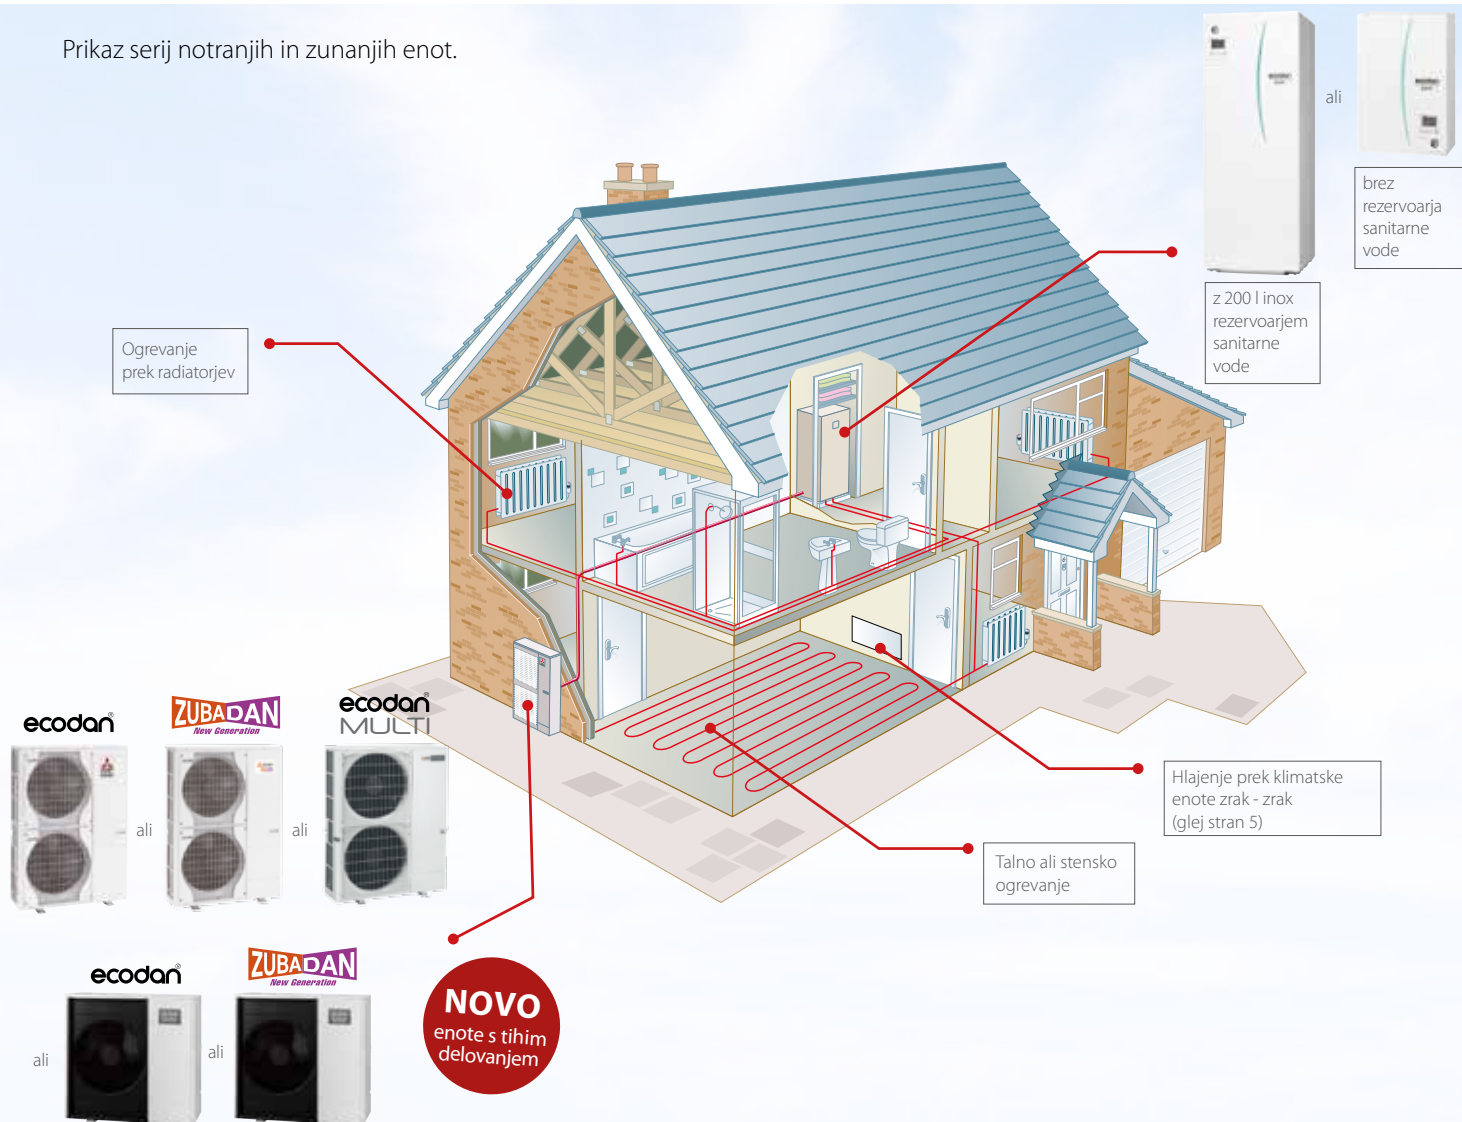 Prikaz serij notranjih in zunanjih enot.
ali
brez
rezervoarja
sanitarne
vode
z 200 l inox
rezervoarjem
sanitarne
vode
Ogrevanje
prek radiatorjev
ecodan®
ZUBADAN
New Generation
ecodan®
MULTI
ali
ali
Hlajenje prek klimatske
enote zrak - zrak
(glej stran 5)
Talno ali stensko
ogrevanje
ecodan®
ZUBADAN
New Generation
ali
ali
NOVO
enote s tihim
delovanjem